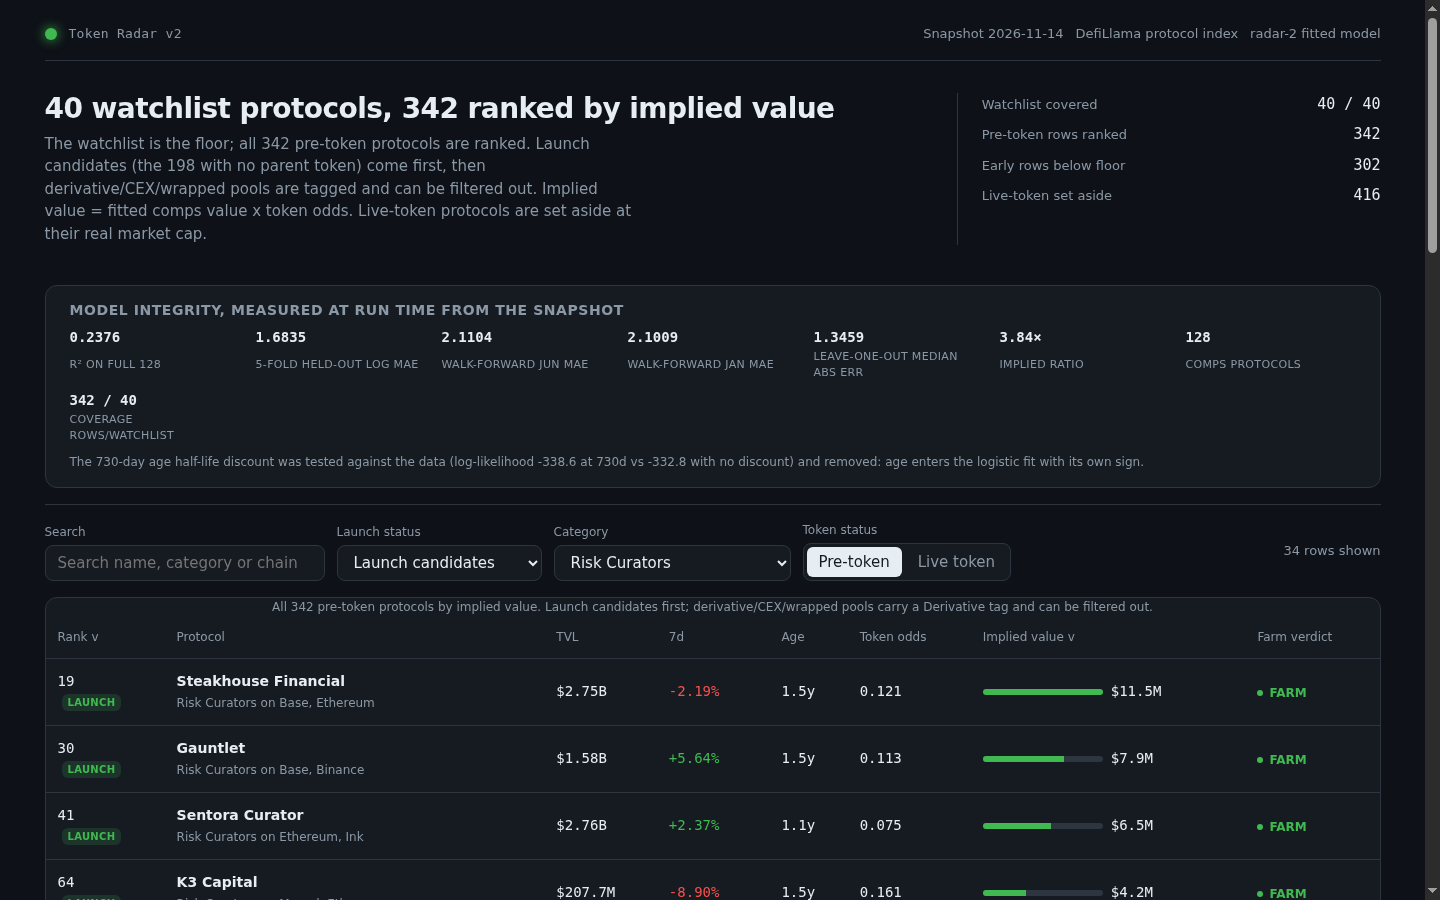 Token Radar v2
Snapshot 2026-11-14 DefiLlama protocol index radar-2 fitted model
40 watchlist protocols, 342 ranked by implied value
The watchlist is the floor; all 342 pre-token protocols are ranked. Launch
candidates (the 198 with no parent token) come first, then
derivative/CEX/wrapped pools are tagged and can be filtered out. Implied
value = fitted comps value x token odds. Live-token protocols are set aside at
their real market cap.
Watchlist covered 40 / 40
Pre-token rows ranked 342
Early rows below floor 302
Live-token set aside 416
MODEL INTEGRITY, MEASURED AT RUN TIME FROM THE SNAPSHOT
0.2376
R² ON FULL 128
1.6835
5-FOLD HELD-OUT LOG MAE
2.1104
WALK-FORWARD JUN MAE
2.1009
WALK-FORWARD JAN MAE
1.3459
LEAVE-ONE-OUT MEDIAN
ABS ERR
3.84×
IMPLIED RATIO
128
COMPS PROTOCOLS
342 / 40
COVERAGE
ROWS/WATCHLIST
The 730-day age half-life discount was tested against the data (log-likelihood -338.6 at 730d vs -332.8 with no discount) and removed: age enters the logistic fit with its own sign.
Search
Search name, category or chain
Launch status
Launch candidates
Category
Risk Curators
Token status
Pre-token Live token
34 rows shown
All 342 pre-token protocols by implied value. Launch candidates first; derivative/CEX/wrapped pools carry a Derivative tag and can be filtered out.
Rank v Protocol TVL 7d Age Token odds Implied value v Farm verdict
19 Steakhouse Financial $2.75B -2.19% 1.5y 0.121 $11.5M FARM
LAUNCH Risk Curators on Base, Ethereum
30 Gauntlet $1.58B +5.64% 1.5y 0.113 $7.9M FARM
LAUNCH Risk Curators on Base, Binance
41 Sentora Curator $2.76B +2.37% 1.1y 0.075 $6.5M FARM
LAUNCH Risk Curators on Ethereum, Ink
64 K3 Capital $207.7M -8.90% 1.5y 0.161 $4.2M FARM